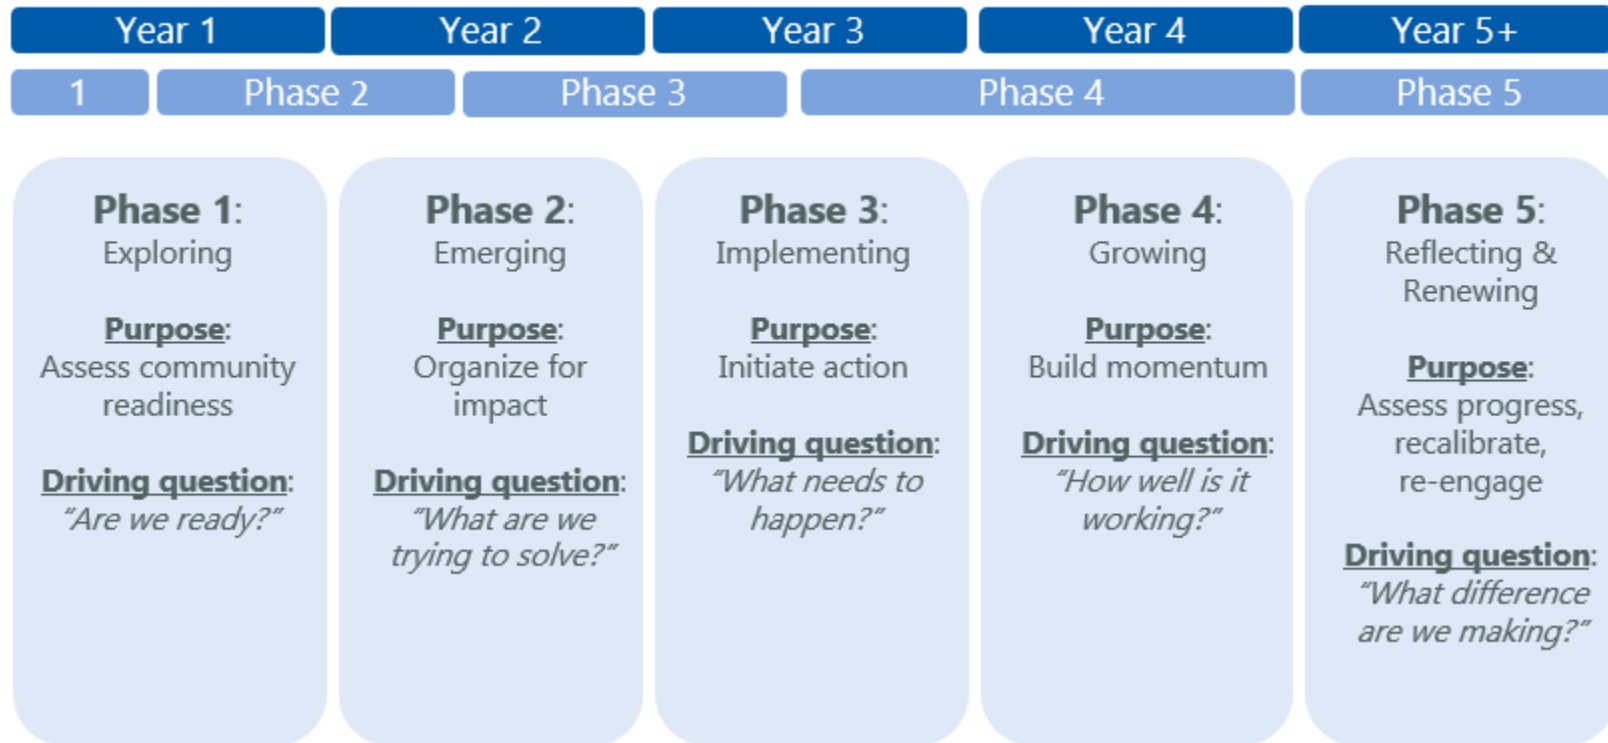 Year 1
Year 2
Year 3
Year 4
Year 5+
1
Phase 2
Phase 3
Phase 4
Phase 5
Phase 1:
Exploring
Purpose:
Assess community
readiness
Driving question:
“Are we ready?”
Phase 2:
Emerging
Purpose:
Organize for
impact
Driving question:
“What are we
trying to solve?”
Phase 3:
Implementing
Purpose:
Initiate action
Driving question:
“What needs to
happen?”
Phase 4:
Growing
Purpose:
Build momentum
Driving question:
“How well is it
working?”
Phase 5:
Reflecting &
Renewing
Purpose:
Assess progress,
recalibrate,
re-engage
Driving question:
“What difference
are we making?”